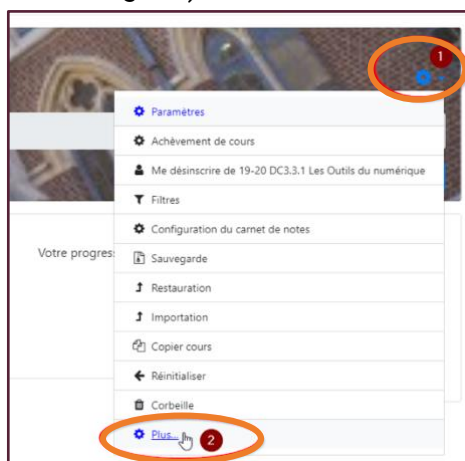 1
Paramètres
Achèvement de cours
Me désinscrire de 19-20 DC3.3.1 Les Outils du numérique
Filtres
Configuration du carnet de notes
Votre progres
Sauvegarde
Restauration
Importation
Copier cours
Réinitialiser
Corbeille
Plus... 2